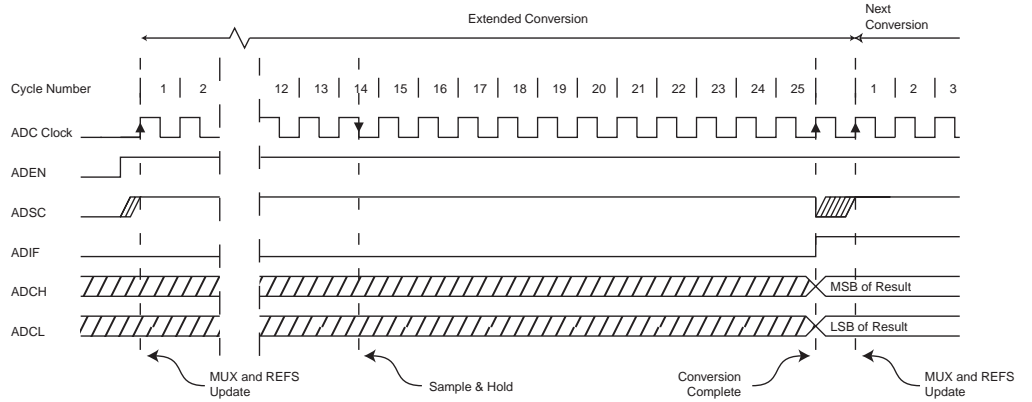 Extended Conversion
Next
Conversion
Cycle Number 1 2 12 13 14 15 16 17 18 19 20 21 22 23 24 25 1 2 3
ADC Clock
ADEN
ADSC
ADIF
ADCH MSB of Result
ADCL LSB of Result
MUX and REFS
Update
Sample & Hold
Conversion
Complete
MUX and REFS
Update